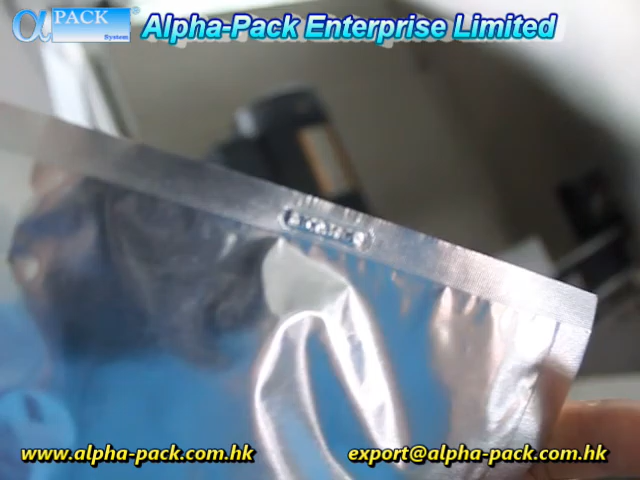 α PACK
System
®
Alpha-Pack Enterprise Limited
www.alpha-pack.com.hk
export@alpha-pack.com.hk